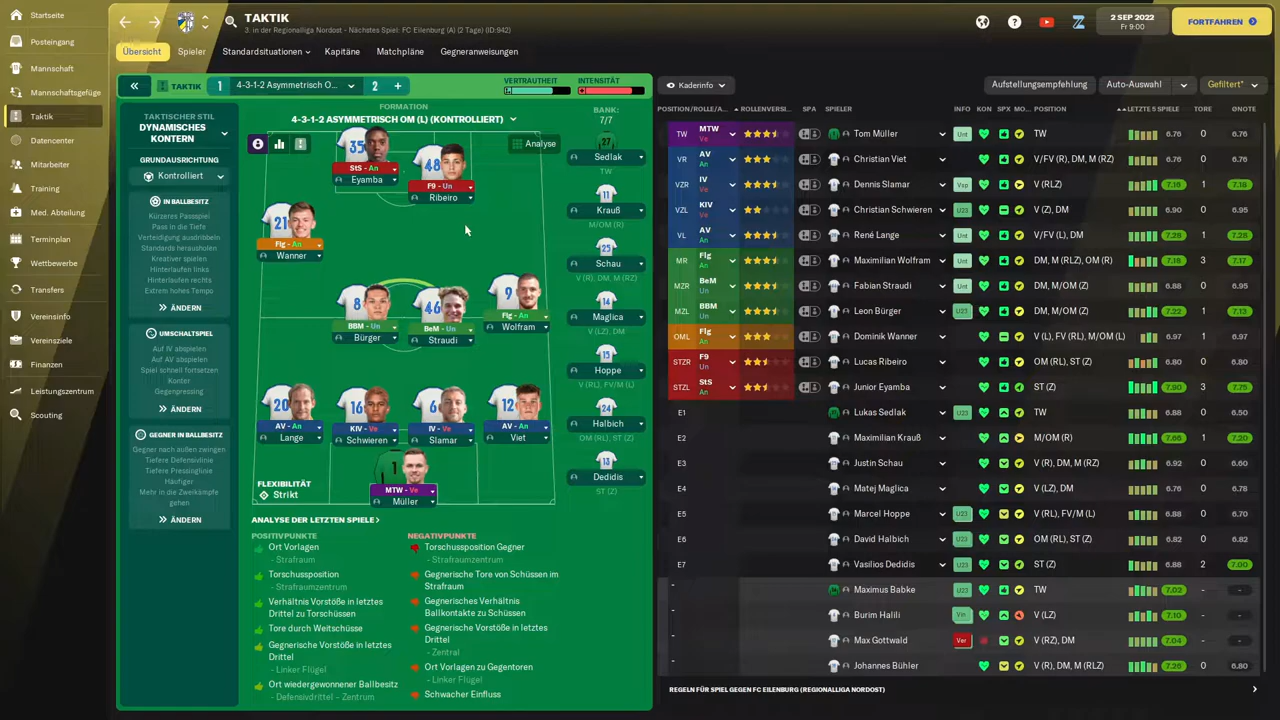 Startseite
Posteingang
Mannschaft
Mannschaftsgefüge
Taktik
Datencenter
Mitarbeiter
Training
Med. Abteilung
Terminplan
Wettbewerbe
Transfers
Vereinsinfo
Vereinsziele
Finanzen
Leistungszentrum
Scouting
TAKTIK
3. in der Regionalliga Nordost - Nächstes Spiel: FC Eilenburg (A) (2 Tage) (ID:942)
2 SEP 2022
Fr 9:00
FORTFAHREN
Übersicht
Spieler
Standardsituationen
Kapitäne
Matchpläne
Gegneranweisungen
TAKTIK
1
4-3-1-2 Asymmetrisch O...
2
VERTRAUTHEIT
INTENSITÄT
TAKTISCHER STIL
DYNAMISCHES KONTERN
GRUNDAUSRICHTUNG
Kontrolliert
IN BALLBESITZ
Kürzeres Passspiel
Pass in die Tiefe
Verteidigung ausdribbeln
Standards herausholen
Kreativer spielen
Hinterlaufen links
Hinterlaufen rechts
Extrem hohes Tempo
ÄNDERN
UMSCHALTSPIEL
Auf IV abspielen
Auf AV abspielen
Spiel schnell fortsetzen
Konter
Gegenpressing
ÄNDERN
GEGNER IN BALLBESITZ
Gegner nach außen zwingen
Tiefere Defensivlinie
Tiefere Pressinglinie
Häufiger
Mehr in die Zweikämpfe
gehen
ÄNDERN
FORMATION
4-3-1-2 ASYMMETRISCH OM (L) (KONTROLLIERT)
Analyse
35
StS - An
Eyamba
48
F9 - Un
Ribeiro
21
Flg - An
Wanner
8
BBM - Un
Bürger
46
BeM - Un
Straudi
9
Flg - An
Wolfram
20
AV - An
Lange
16
KIV - Ve
Schwieren
6
IV - Ve
Slamar
12
AV - An
Viet
1
MTW - Ve
Müller
FLEXIBILITÄT
Strikt
BANK:
7/7
27
Sedlak
TW
11
Krauß
M/OM (R)
25
Schau
V (R), DM, M (RZ)
14
Maglica
V (LZ), DM
15
Hoppe
V (RL), FV/M (L)
24
Halbich
OM (RL), ST (Z)
13
Dedidis
ST (Z)
ANALYSE DER LETZTEN SPIELE
POSITIVPUNKTE
Ort Vorlagen
- Strafraum
Torschussposition
- Strafraumzentrum
Verhältnis Vorstöße in letztes
Drittel zu Torschüssen
Tore durch Weitschüsse
Gegnerische Vorstöße in letztes
Drittel
- Linker Flügel
Ort wiedergewonnener Ballbesitz
- Defensivdrittel – Zentrum
NEGATIVPUNKTE
Torschussposition Gegner
- Strafraumzentrum
Gegnerische Tore von Schüssen im
Strafraum
Gegnerisches Verhältnis
Ballkontakte zu Schüssen
Gegnerische Vorstöße in letztes
Drittel
- Zentral
Ort Vorlagen zu Gegentoren
- Linker Flügel
Schwacher Einfluss
Kaderinfo
Aufstellungsempfehlung
Auto-Auswahl
Gefiltert*
POSITION/ROLLE/A... ROLLENVERS... SPA SPIELER INFO KON SPX MO... POSITION LETZTE 5 SPIELE TORE ØNOTE
TW MTW Ve Tom Müller Unt TW 6.76 0 6.76
VR AV An Christian Viet V/FV (R), DM, M (RZ) 6.76 0 6.76
VZR IV Ve Dennis Slamar Vsp V (RLZ) 7.16 1 7.18
VZL KIV Ve Christian Schwieren U23 V (Z), DM 6.90 0 6.95
VL AV An René Lange Unt V/FV (L), DM 7.28 1 7.28
MR Flg An Maximilian Wolfram Unt DM, M (RLZ), OM (R) 7.18 3 7.17
MZR BeM Un Fabian Straudi Unt DM, M/OM (Z) 6.92 0 6.95
MZL BBM Un Leon Bürger U23 DM, M/OM (Z) 7.22 1 7.13
OML Flg An Dominik Wanner V (L), FV (RL), M/OM (L) 6.97 1 6.97
STZR F9 Un Lucas Ribeiro OM (RL), ST (Z) 6.80 0 6.80
STZL StS An Junior Eyamba ST (Z) 7.90 3 7.75
E1 Lukas Sedlak U23 TW 6.88 0 6.50
E2 Maximilian Krauß M/OM (R) 7.66 1 7.20
E3 Justin Schau V (R), DM, M (RZ) 6.92 0 6.60
E4 Matej Maglica V (LZ), DM 6.76 0 6.78
E5 Marcel Hoppe U23 V (RL), FV/M (L) 6.88 0 6.70
E6 David Halbich U23 OM (RL), ST (Z) 6.82 0 6.82
E7 Vasilios Dedidis U23 ST (Z) 6.88 2 7.00
- Maximus Babke U23 TW 7.02 - -
- Burim Halili Vltn V (LZ) 7.10 - -
- Max Gottwald Ver V (RZ), DM 7.04 - -
- Johannes Bühler V (R), DM, M (RLZ) 7.26 0 6.80
REGELN FÜR SPIEL GEGEN FC EILENBURG (REGIONALLIGA NORDOST)